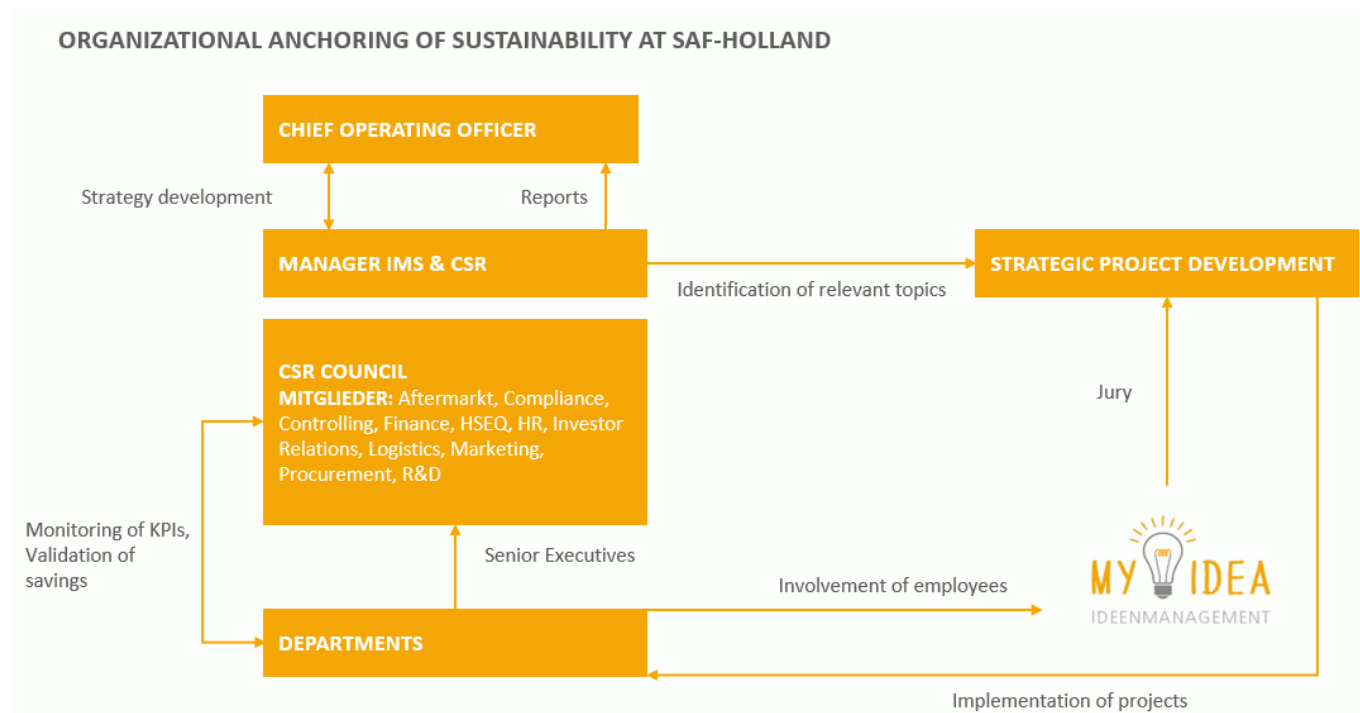 ORGANIZATIONAL ANCHORING OF SUSTAINABILITY AT SAF-HOLLAND
CHIEF OPERATING OFFICER
Strategy development
Reports
MANAGER IMS & CSR
STRATEGIC PROJECT DEVELOPMENT
Identification of relevant topics
CSR COUNCIL
MITGLIEDER: Aftermarkt, Compliance,
Controlling, Finance, HSEQ, HR, Investor
Relations, Logistics, Marketing,
Procurement, R&D
Jury
Monitoring of KPIs,
Validation of
savings
Senior Executives
Involvement of employees
MY IDEA
IDEENMANAGEMENT
DEPARTMENTS
Implementation of projects